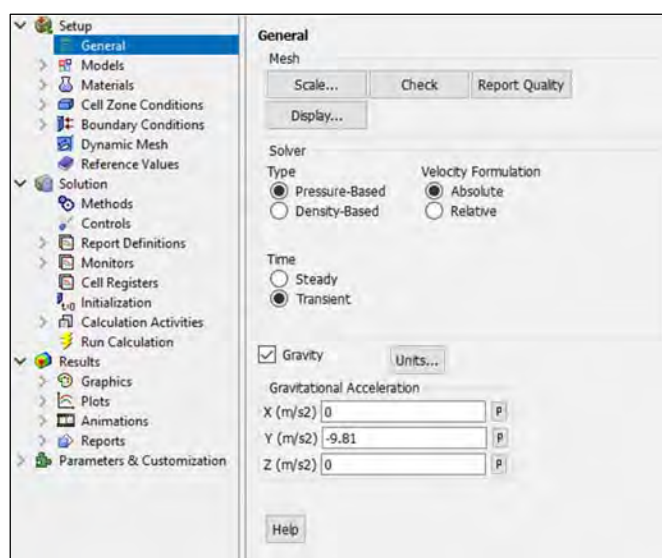 Setup
General
Models
Materials
Cell Zone Conditions
Boundary Conditions
Dynamic Mesh
Reference Values
Solution
Methods
Controls
Report Definitions
Monitors
Cell Registers
t=0 Initialization
Calculation Activities
Run Calculation
Results
Graphics
Plots
Animations
Reports
Parameters & Customization
General
Mesh
Scale... Check Report Quality
Display...
Solver
Type Velocity Formulation
Pressure-Based Absolute
Density-Based Relative
Time
Steady
Transient
Gravity Units...
Gravitational Acceleration
X (m/s2) 0 P
Y (m/s2) -9.81 P
Z (m/s2) 0 P
Help